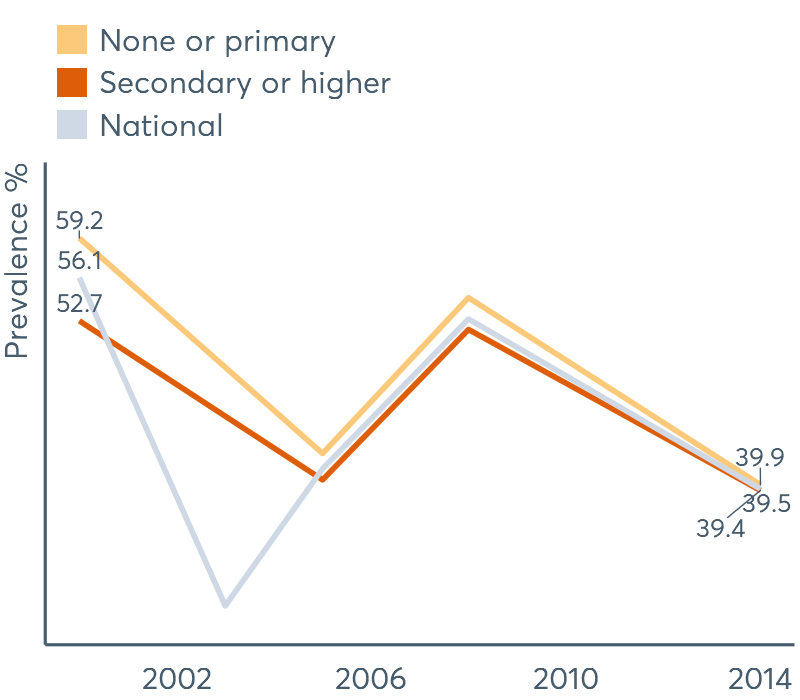 None or primary
Secondary or higher
National
Prevalence %
59.2
56.1
52.7
39.9
39.5
39.4
2002
2006
2010
2014